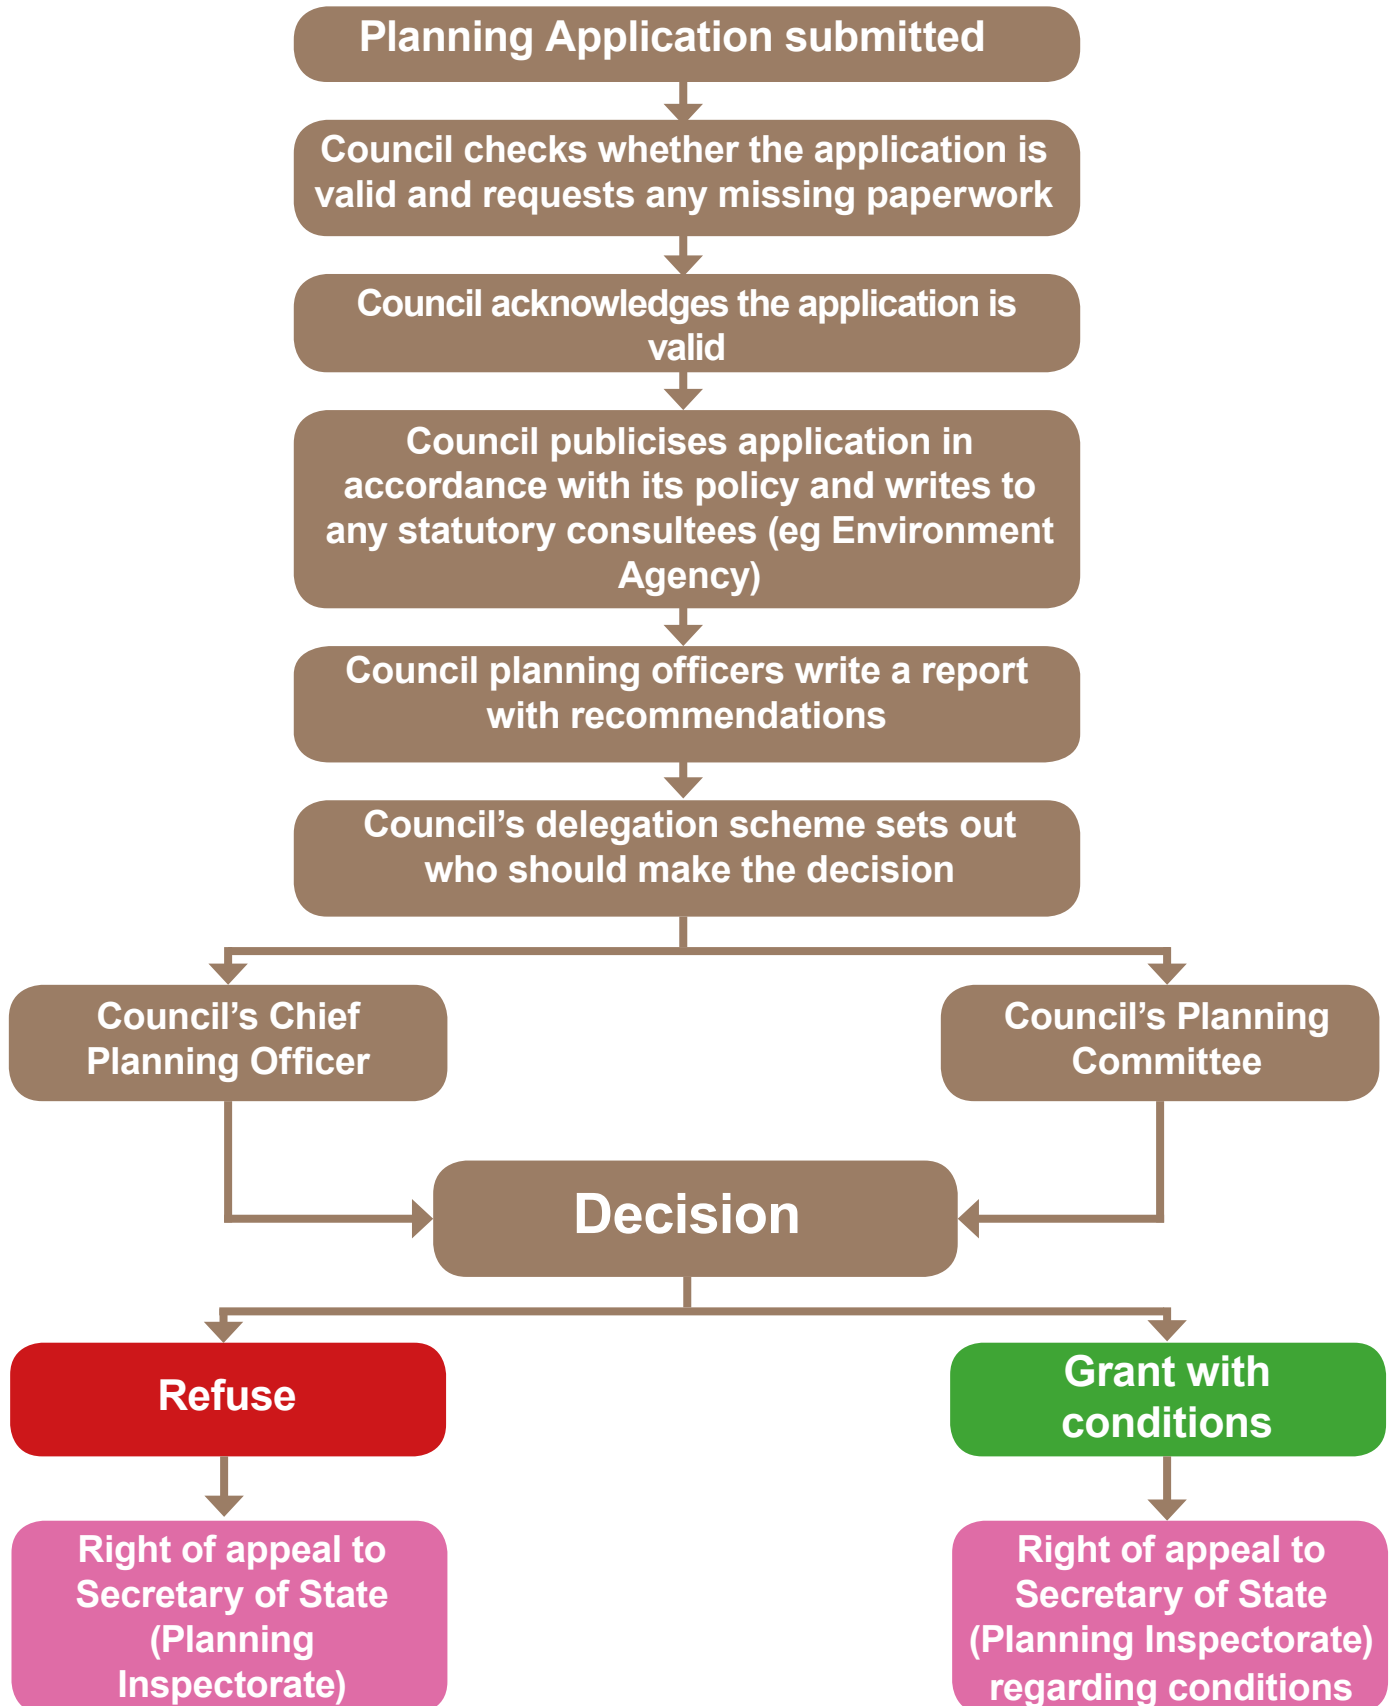 Planning Application submitted
Council checks whether the application is
valid and requests any missing paperwork
Council acknowledges the application is
valid
Council publicises application in
accordance with its policy and writes to
any statutory consultees (eg Environment
Agency)
Council planning officers write a report
with recommendations
Council’s delegation scheme sets out
who should make the decision
Council’s Chief
Planning Officer
Council’s Planning
Committee
Decision
Refuse
Grant with
conditions
Right of appeal to
Secretary of State
(Planning
Inspectorate)
Right of appeal to
Secretary of State
(Planning Inspectorate)
regarding conditions